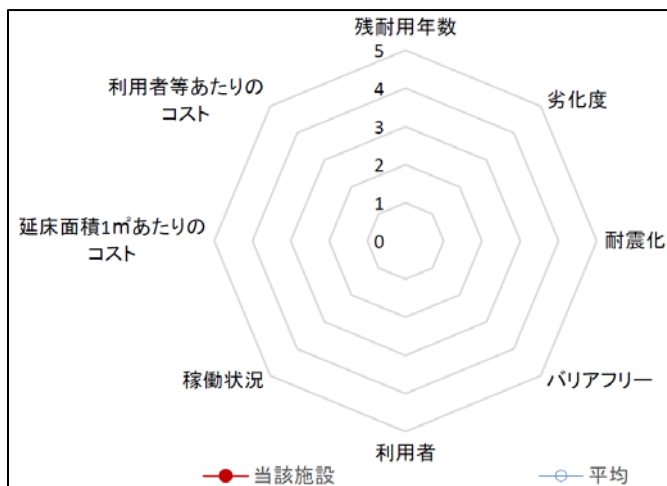 残耐用年数
5
利用者等あたりの
コスト
劣化度
4
3
2
1
延床面積1㎡あたりの
コスト
0
耐震化
稼働状況
バリアフリー
利用者
当該施設
平均